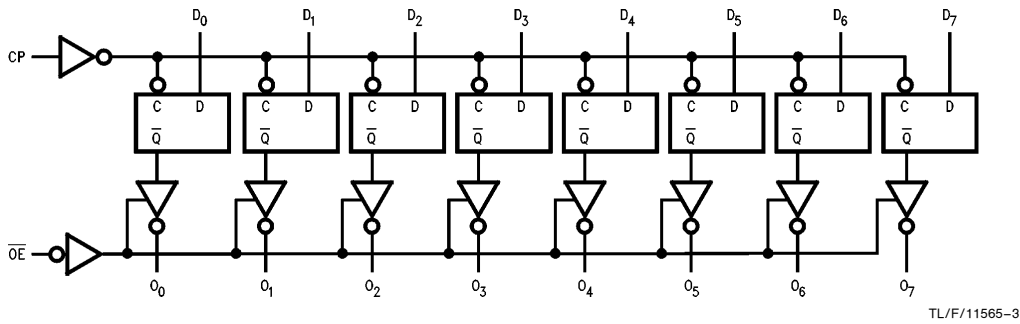 D₀ D₁ D₂ D₃ D₄ D₅ D₆ D₇
CP
C D C D C D C D C D C D C D C D
Q̅ Q̅ Q̅ Q̅ Q̅ Q̅ Q̅ Q̅
O̅E̅
O₀ O₁ O₂ O₃ O₄ O₅ O₆ O₇
TL/F/11565–3